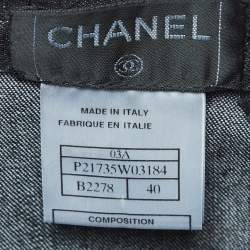 CHANEL
MADE IN ITALY
FABRIQUE EN ITALIE
03A
P21735W03184
B2278 40
COMPOSITION